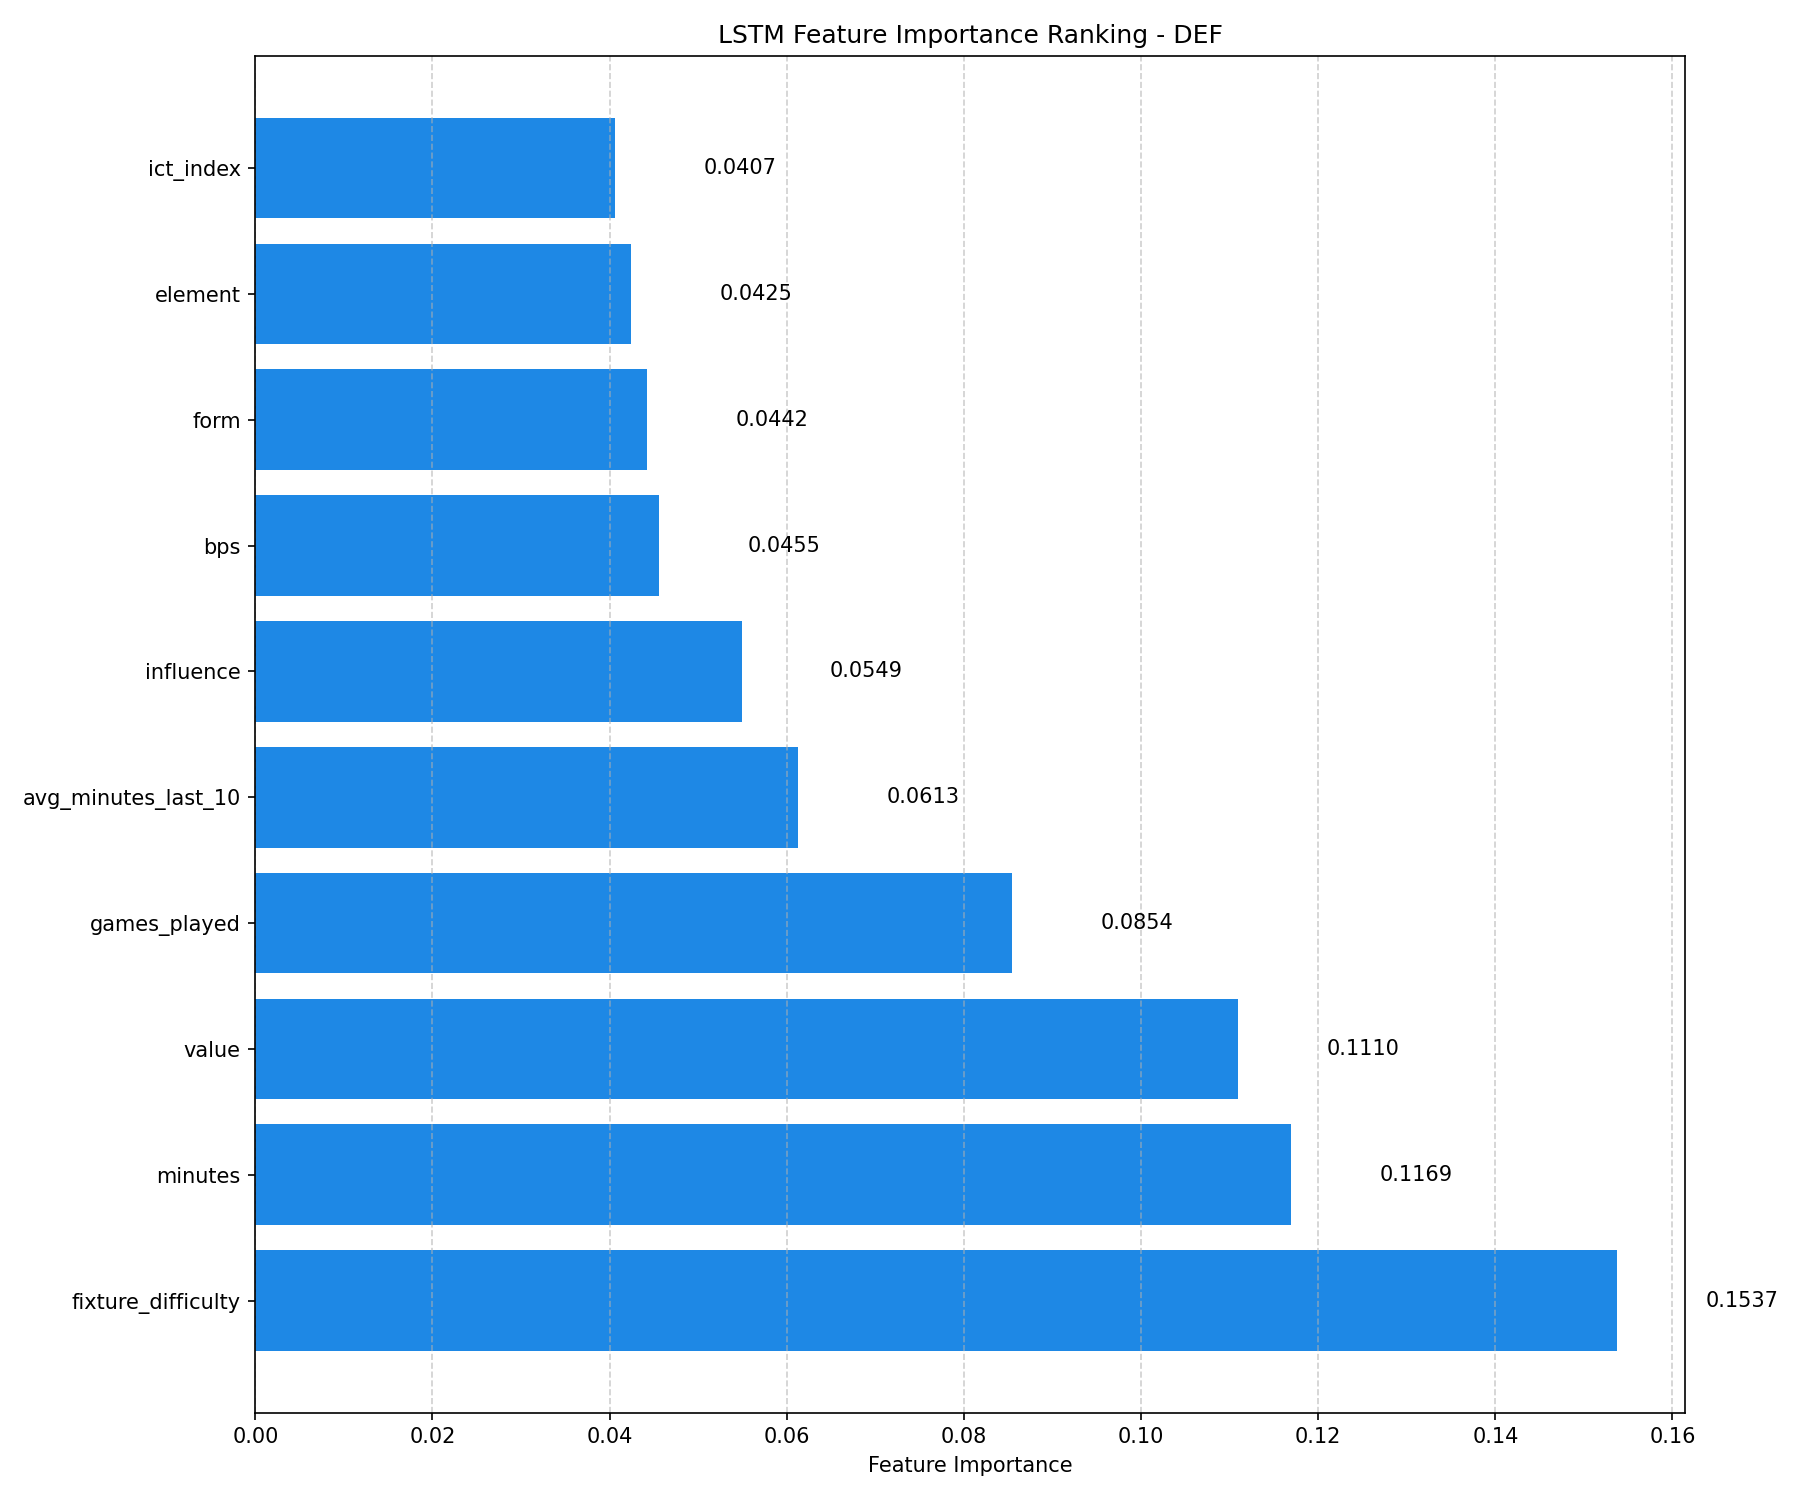 LSTM Feature Importance Ranking - DEF
ict_index 0.0407
element 0.0425
form 0.0442
bps 0.0455
influence 0.0549
avg_minutes_last_10 0.0613
games_played 0.0854
value 0.1110
minutes 0.1169
fixture_difficulty 0.1537
0.00 0.02 0.04 0.06 0.08 0.10 0.12 0.14 0.16
Feature Importance